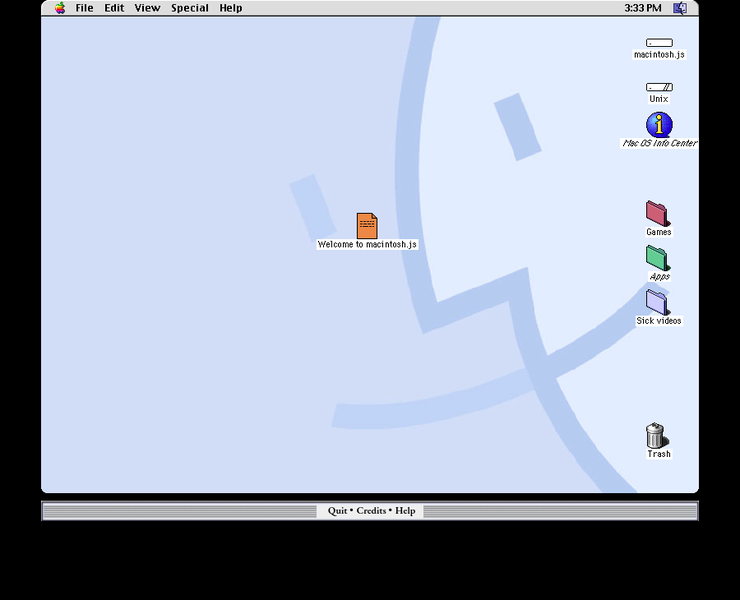 File Edit View Special Help 3:33 PM
macintosh.js
Unix
Mac OS Info Center
Games
Welcome to macintosh.js
Apps
Sick videos
Trash
Quit • Credits • Help